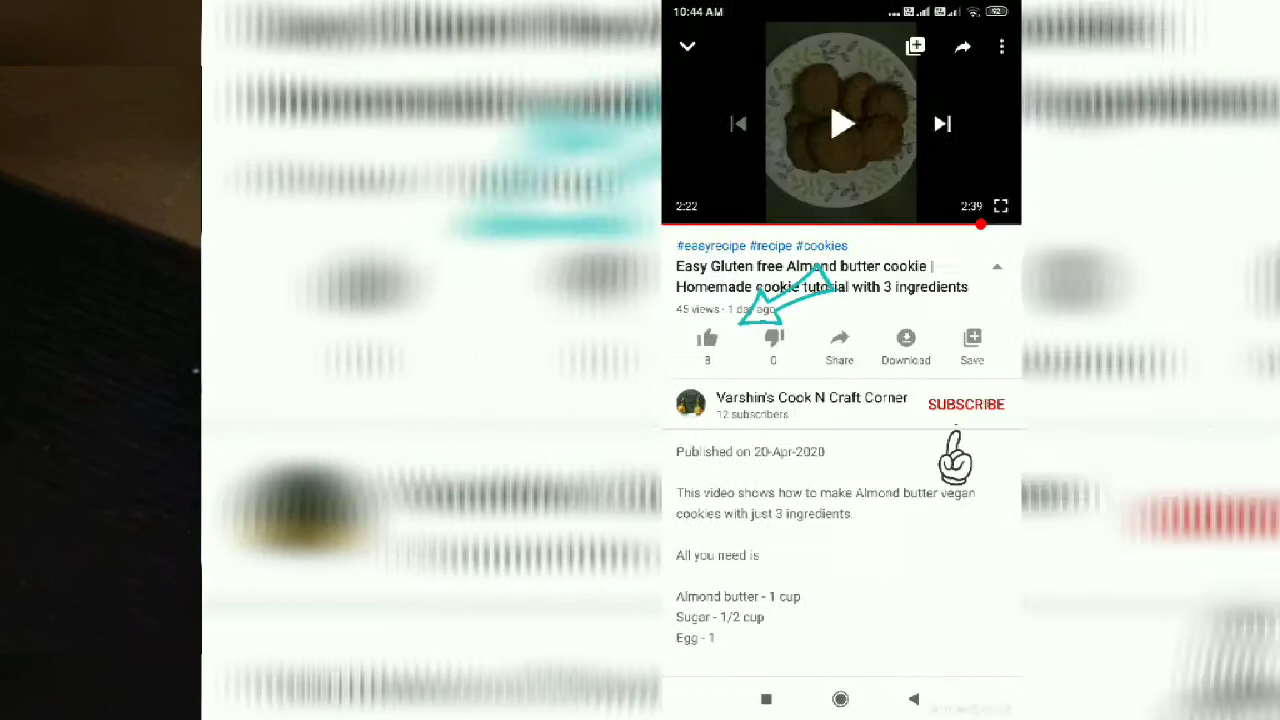 10:44 AM
92
2:22
2:39
#easyrecipe #recipe #cookies
Easy Gluten free Almond butter cookie |
Homemade cookie tutorial with 3 ingredients
45 views · 1 day ago
8
0
Share
Download
Save
Varshin's Cook N Craft Corner
12 subscribers
SUBSCRIBE
Published on 20-Apr-2020
This video shows how to make Almond butter vegan
cookies with just 3 ingredients.
All you need is
Almond butter - 1 cup
Sugar - 1/2 cup
Egg - 1